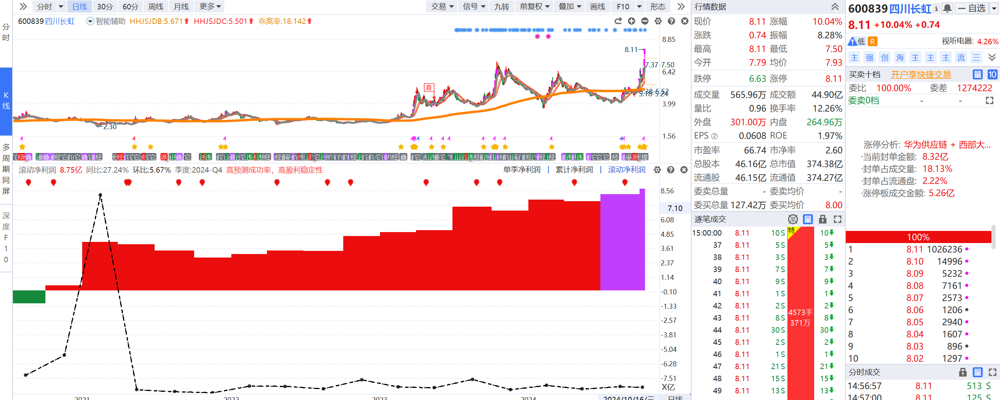 分时 日线 30分 60分 周线 月线 更多
交易 信号 九转 前复权 叠加 画线 F10 形态
600839 四川长虹 智能辅助 HHJSJDB:5.671 HHJSJDC:5.501 乖离率:18.142
分时
K线
多周期同屏
深度F10
8.85
8.11
7.37-7.50
6.42
自
5.38-5.52
5.18-5.24
3.99
2.30
1.56
滚动净利润 8.75亿 同比:27.24% 环比:5.67% 季度:2024-Q4 高预测成功率，高盈利稳定性
单季净利润 累计净利润 滚动净利润
8.56
7.10
6.08
4.85
3.61
2.37
1.14
-0.10
-1.33
-2.57
-3.81
-5.04
-6.28
-7.51
X亿
2021 2022 2023 2024 2024/10/16/三 日线
行情数据
现价 8.11 涨幅 10.04%
涨跌 0.74 振幅 8.28%
最高 8.11 最低 7.50
今开 7.79 均价 7.93
跌停 6.63 涨停 8.11
成交量 565.96万 成交额 44.90亿
量比 0.96 换手率 12.26%
外盘 301.00万 内盘 264.96万
EPS ② 0.0608 ROE 1.97%
市盈率 66.74 市净率 2.60
总股本 46.16亿 总市值 374.38亿
流通股 46.15亿 流通值 374.27亿
委卖总量 - 委卖均价 -
委买总量 127.42万 委买均价 8.00
逐笔成交 单 量
特
4573手
371万
15:00:00 8.11 10 S 10
37 8.11 5 S 5
38 8.11 3 S 3
39 8.11 7 S 7
40 8.11 9 S 9
41 8.11 1 S 1
42 8.11 2 S 2
43 8.11 8 S 8
44 8.11 30 S 30
45 8.11 2 S 2
46 8.11 1 S 1
47 8.11 21 S 21
48 8.11 15 S 15
49 8.11 13 S 13
600839 四川长虹 自选
8.11 +10.04% +0.74
低 R 视听电器: 4.26%
主 强 创 海 主 主 主 流 三
买卖十档 开户享快捷交易 量 10
委比 100.00% 委差 1274222
委卖0档 - -
涨停分析: 华为供应链 + 西部大...
·当前封单金额: 8.32亿
·封单占成交量: 18.13%
·封单占流通盘: 2.22%
·涨停板成交金额: 5.26亿
100%
1 8.11 1026236
2 8.10 14996
3 8.09 5232
4 8.08 7161
5 8.07 2573
6 8.06 1206
7 8.05 2940
8 8.04 1607
9 8.03 896
10 8.02 1297
分时成交 量
14:56:57 8.11 513 S
14:57:00 8.11 125 S